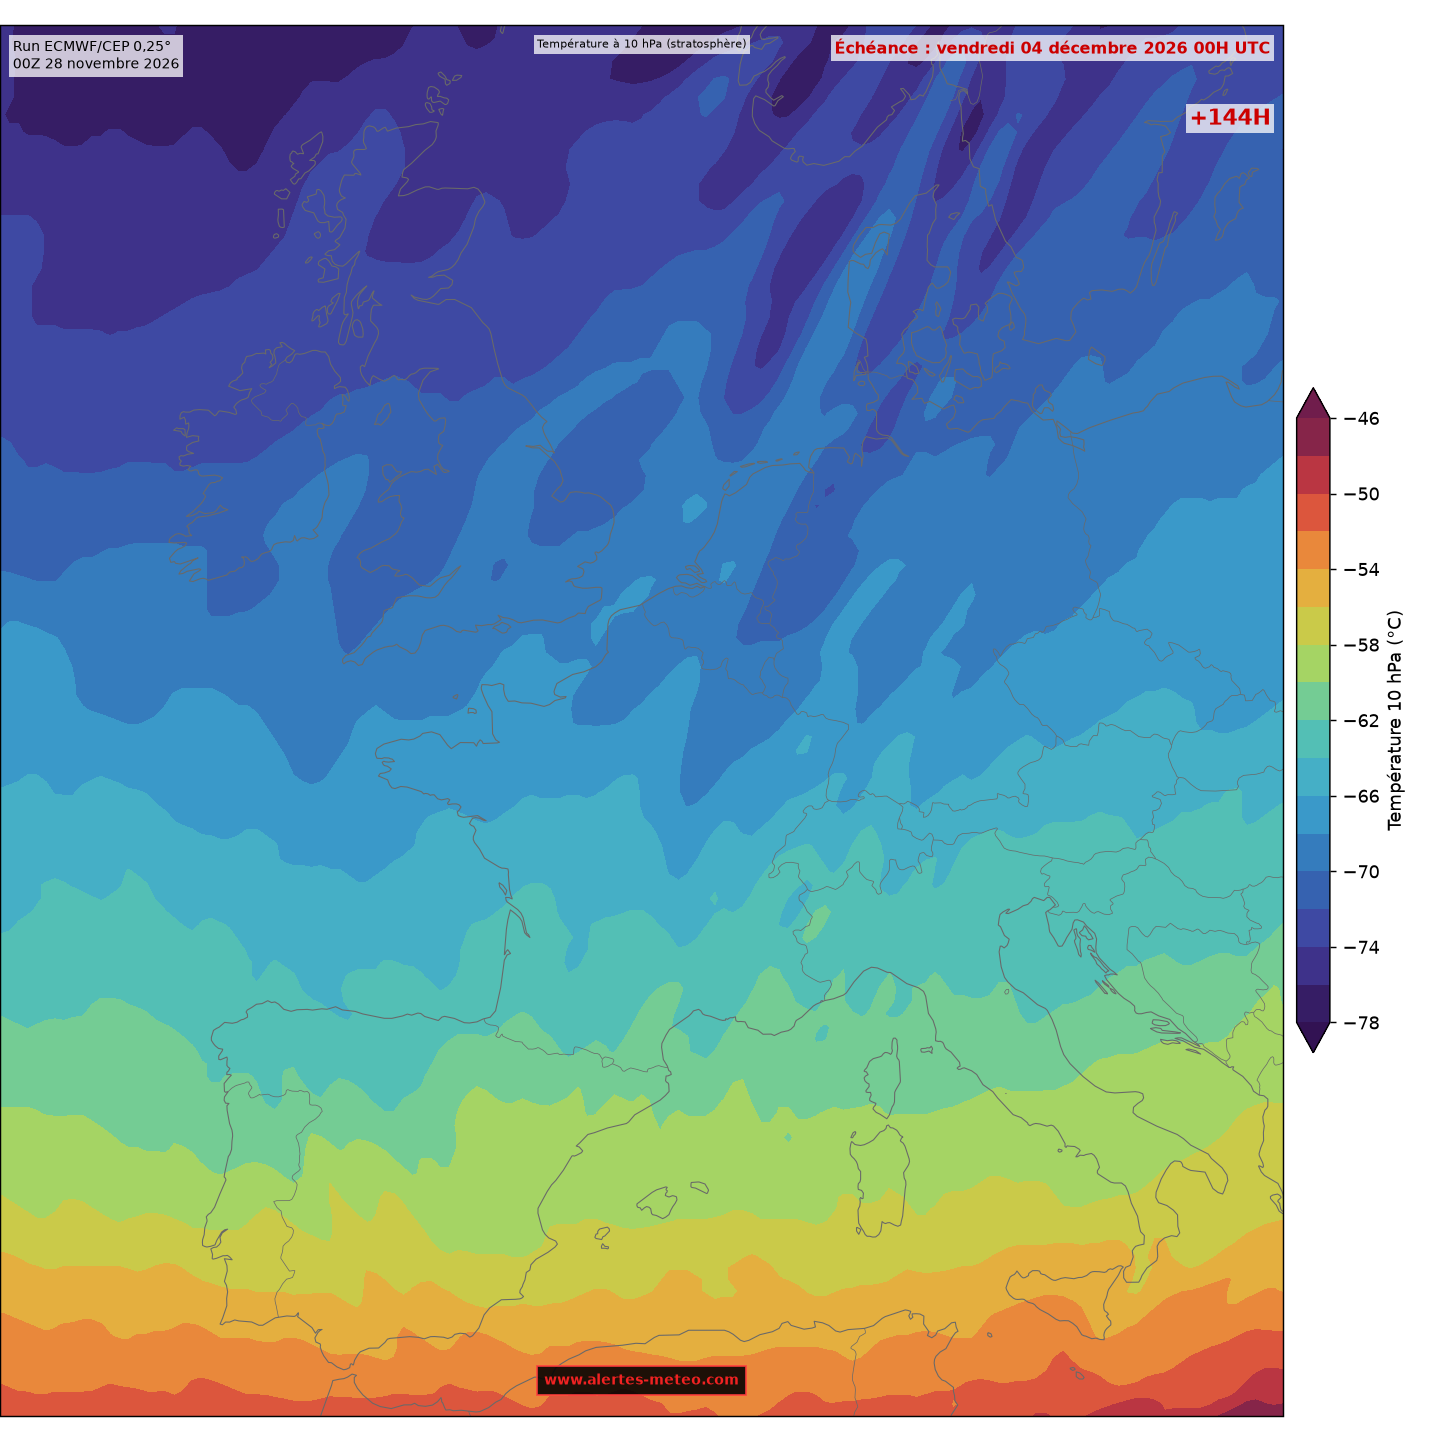 Run ECMWF/CEP 0,25°
00Z 28 novembre 2026
Température à 10 hPa (stratosphère)
Échéance : vendredi 04 décembre 2026 00H UTC
+144H
−46
−50
−54
−58
−62
−66
−70
−74
−78
Température 10 hPa (°C)
www.alertes-meteo.com